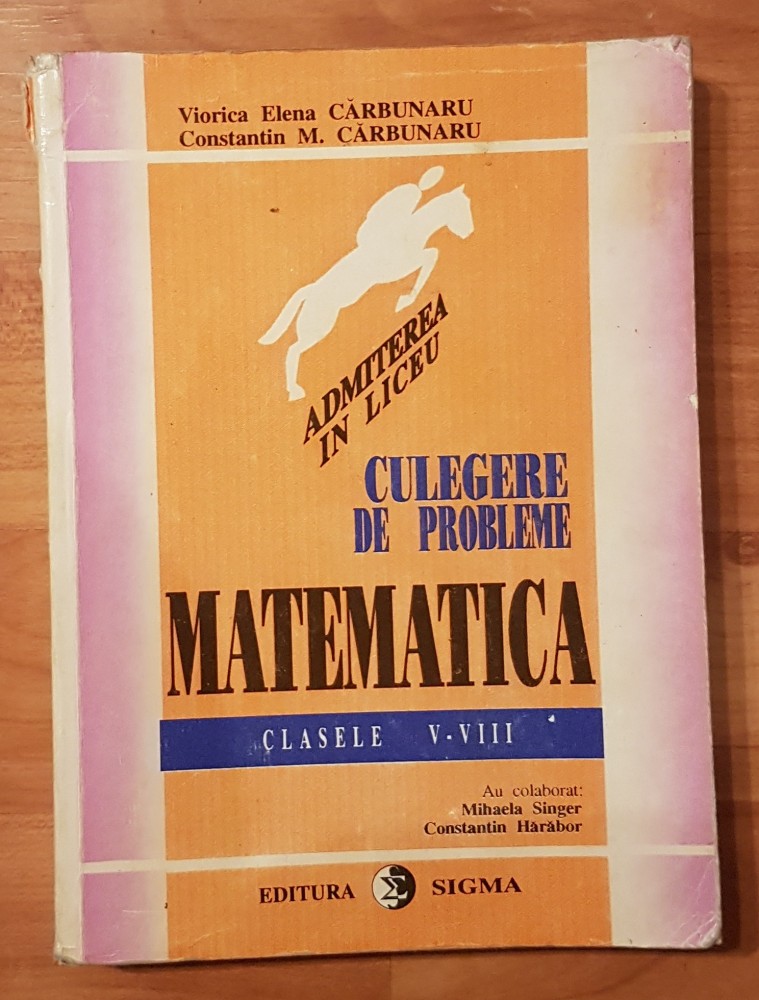 Viorica Elena CĂRBUNARU
Constantin M. CĂRBUNARU
ADMITEREA
IN LICEU
CULEGERE
DE PROBLEME
MATEMATICA
CLASELE V-VIII
Au colaborat:
Mihaela Singer
Constantin Hărăbor
EDITURA Σ SIGMA